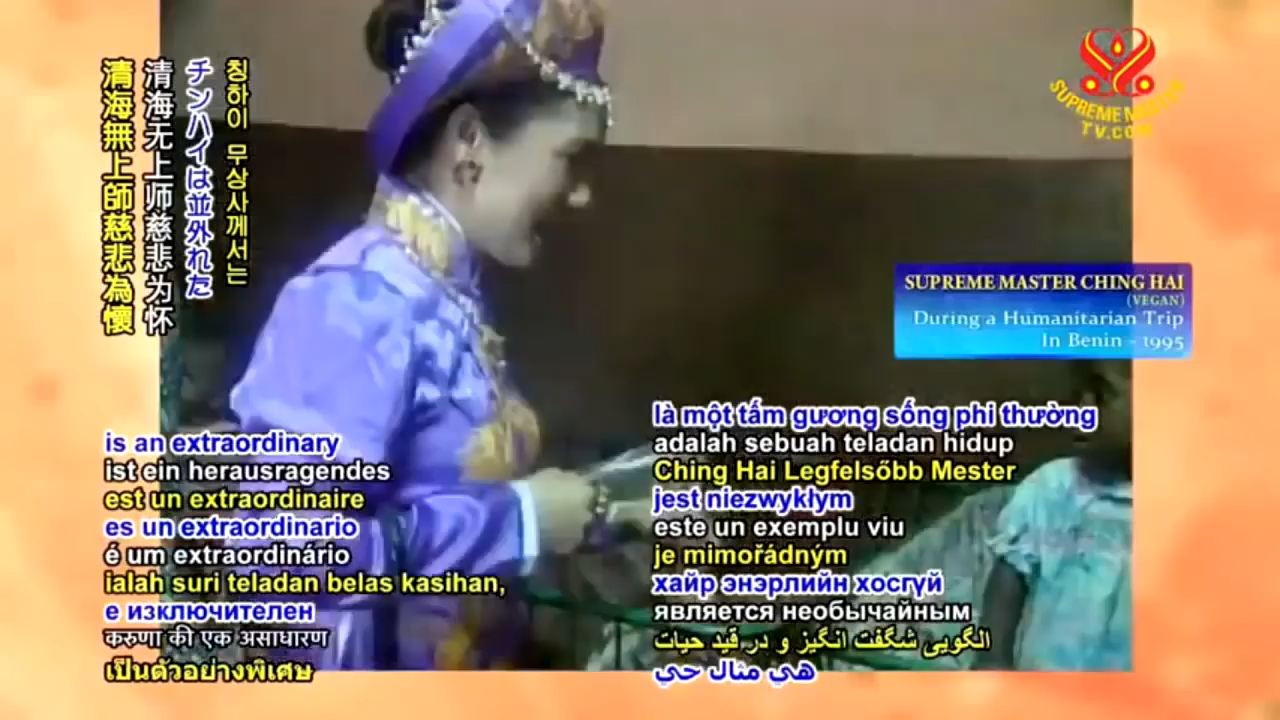 칭하이 무상사께서는
チンハイは並外れた
清海无上师慈悲为怀
清海無上師慈悲為懷
SUPREME MASTER
TV.COM
SUPREME MASTER CHING HAI
(VEGAN)
During a Humanitarian Trip
In Benin - 1995
is an extraordinary
ist ein herausragendes
est un extraordinaire
es un extraordinario
é um extraordinário
ialah suri teladan belas kasihan,
е изключителен
करुणा की एक असाधारण
เป็นตัวอย่างพิเศษ
là một tấm gương sống phi thường
adalah sebuah teladan hidup
Ching Hai Legfelsőbb Mester
jest niezwykłym
este un exemplu viu
je mimořádným
хайр энэрлийн хосгүй
является необычайным
الگویی شگفت انگیز و در قید حیات
هي مثال حي